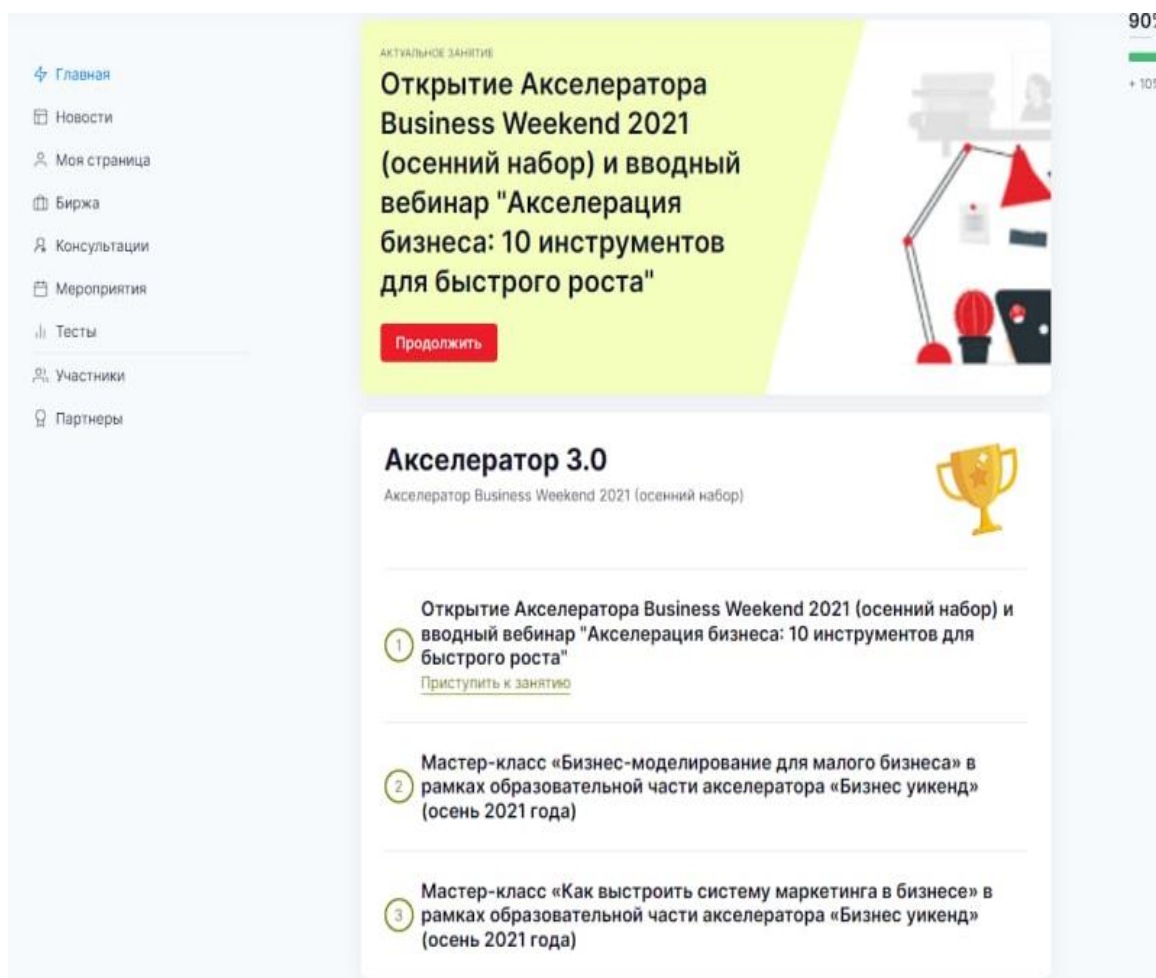 Главная
Новости
Моя страница
Биржа
Консультации
Мероприятия
Тесты
Участники
Партнеры
АКТУАЛЬНОЕ ЗАНЯТИЕ
Открытие Акселератора
Business Weekend 2021
(осенний набор) и вводный
вебинар "Акселерация
бизнеса: 10 инструментов
для быстрого роста"
Продолжить
Акселератор 3.0
Акселератор Business Weekend 2021 (осенний набор)
1
Открытие Акселератора Business Weekend 2021 (осенний набор) и
вводный вебинар "Акселерация бизнеса: 10 инструментов для
быстрого роста"
Приступить к занятию
2
Мастер-класс «Бизнес-моделирование для малого бизнеса» в
рамках образовательной части акселератора «Бизнес уикенд»
(осень 2021 года)
3
Мастер-класс «Как выстроить систему маркетинга в бизнесе» в
рамках образовательной части акселератора «Бизнес уикенд»
(осень 2021 года)
90%